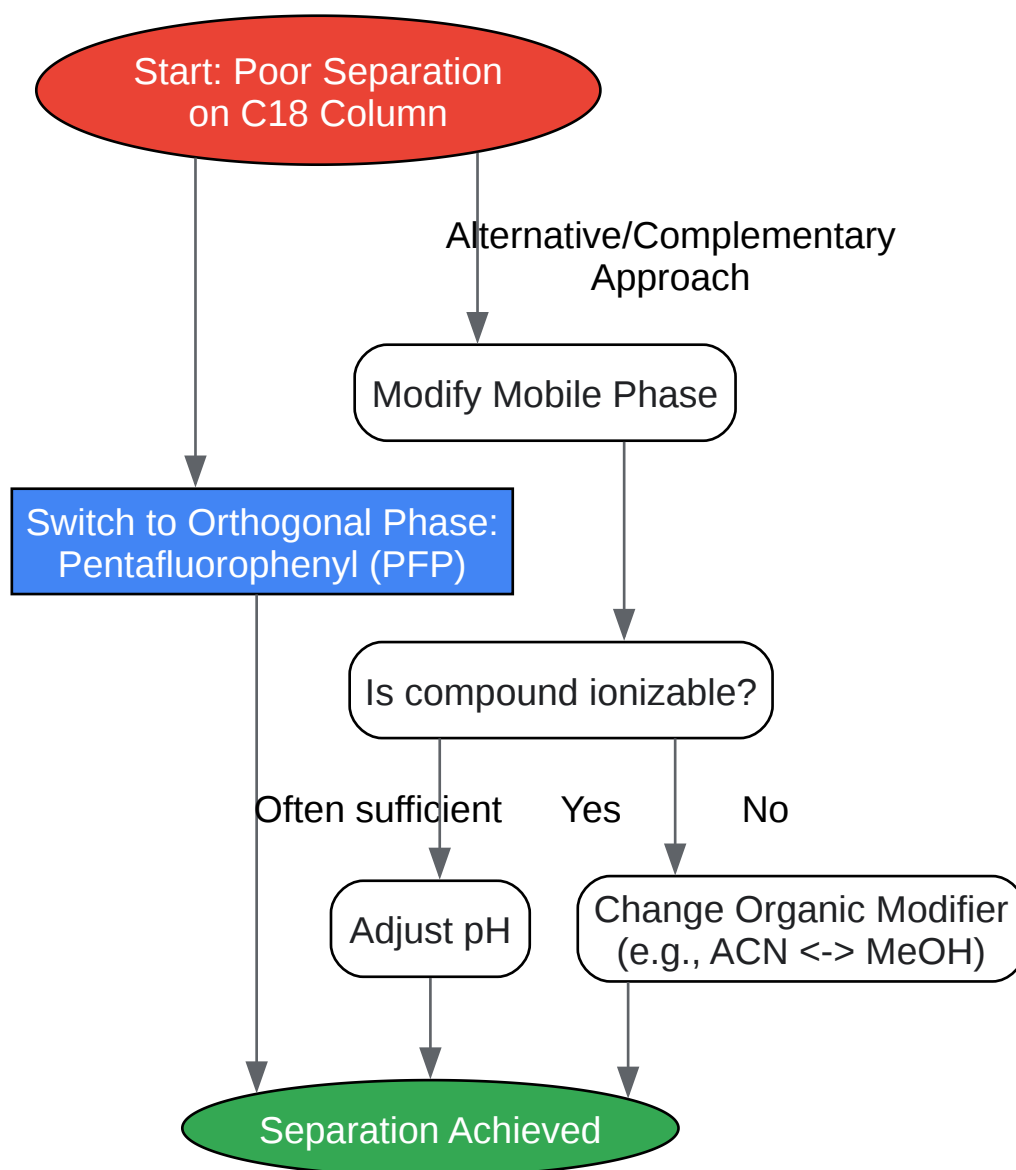 Start: Poor Separation
on C18 Column
Alternative/Complementary
Approach
Modify Mobile Phase
Switch to Orthogonal Phase:
Pentafluorophenyl (PFP)
Is compound ionizable?
Often sufficient
Yes
No
Adjust pH
Change Organic Modifier
(e.g., ACN <-> MeOH)
Separation Achieved